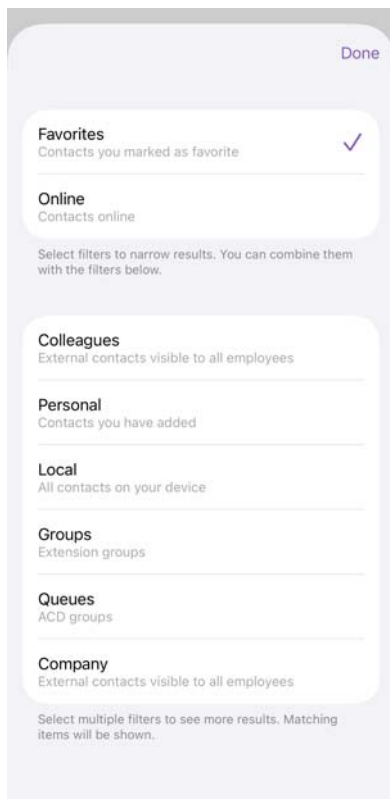 Done
Favorites
Contacts you marked as favorite
Online
Contacts online
Select filters to narrow results. You can combine them
with the filters below.
Colleagues
External contacts visible to all employees
Personal
Contacts you have added
Local
All contacts on your device
Groups
Extension groups
Queues
ACD groups
Company
External contacts visible to all employees
Select multiple filters to see more results. Matching
items will be shown.